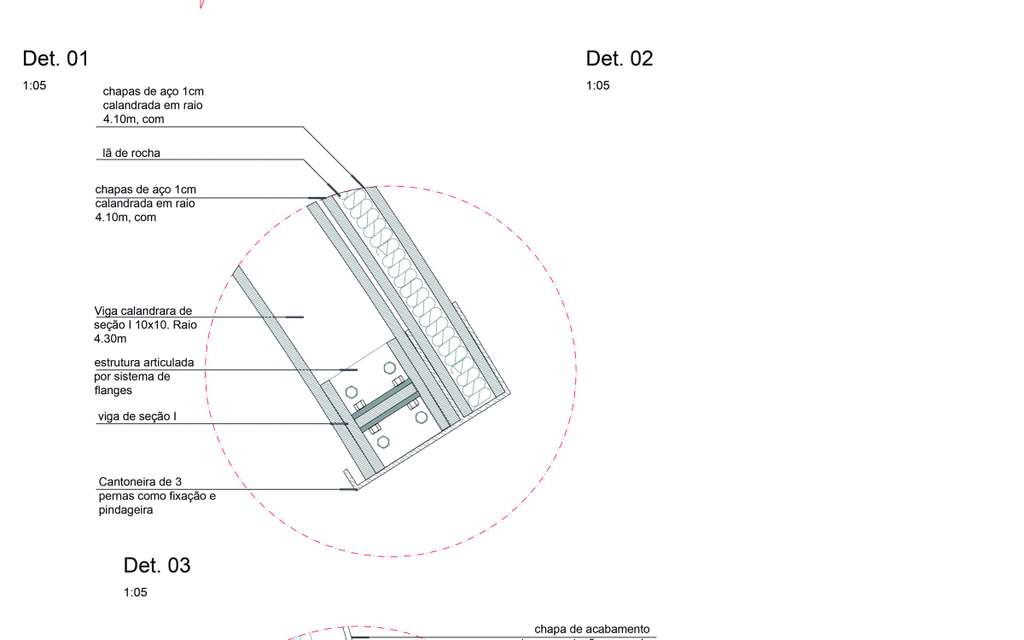 Det. 01
1:05
chapas de aço 1cm
calandrada em raio
4.10m, com
lã de rocha
chapas de aço 1cm
calandrada em raio
4.10m, com
Viga calandrara de
seção I 10x10. Raio
4.30m
estrutura articulada
por sistema de
flanges
viga de seção I
Cantoneira de 3
pernas como fixação e
pindageira
Det. 02
1:05
Det. 03
1:05
chapa de acabamento